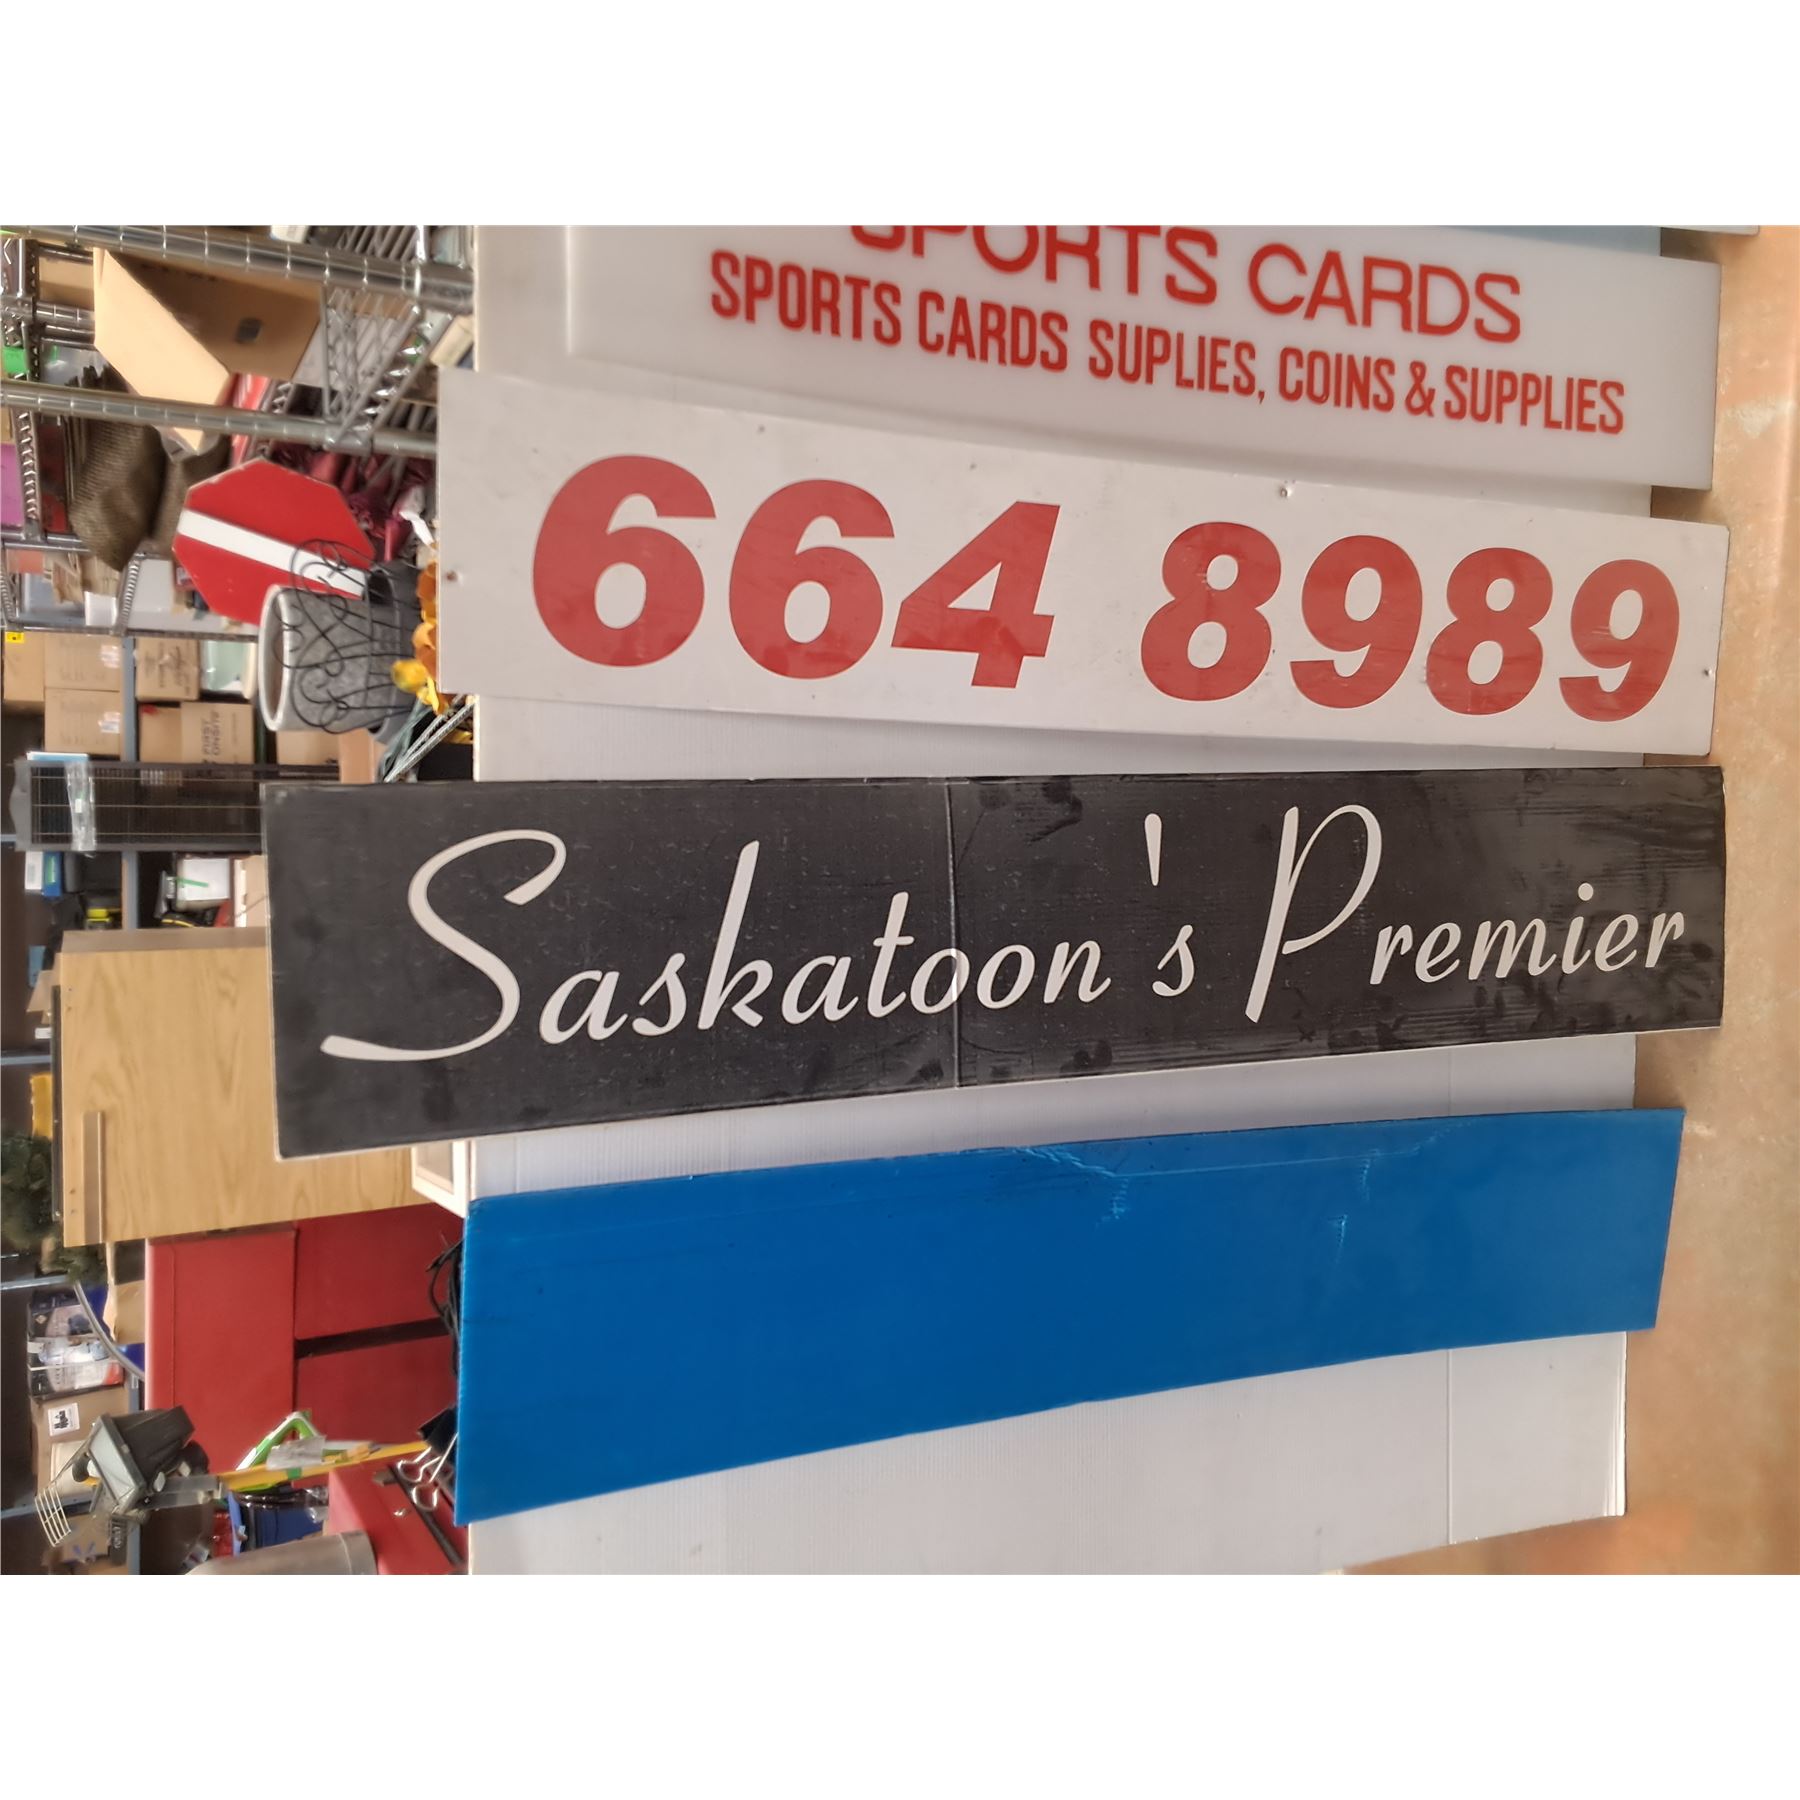 SPORTS CARDS
SPORTS CARDS SUPLIES, COINS & SUPPLIES
664 8989
Saskatoon's Premier